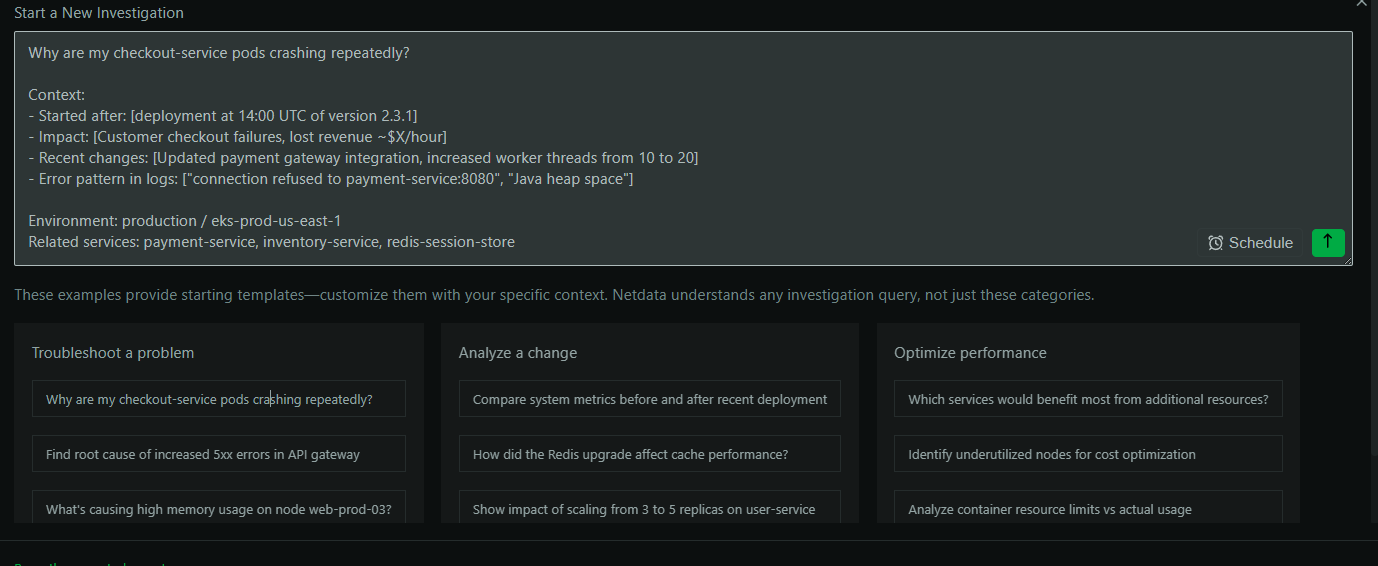 Start a New Investigation
Why are my checkout-service pods crashing repeatedly?
Context:
- Started after: [deployment at 14:00 UTC of version 2.3.1]
- Impact: [Customer checkout failures, lost revenue ~$X/hour]
- Recent changes: [Updated payment gateway integration, increased worker threads from 10 to 20]
- Error pattern in logs: ["connection refused to payment-service:8080", "Java heap space"]
Environment: production / eks-prod-us-east-1
Related services: payment-service, inventory-service, redis-session-store
Schedule
These examples provide starting templates—customize them with your specific context. Netdata understands any investigation query, not just these categories.
Troubleshoot a problem
Why are my checkout-service pods crashing repeatedly?
Find root cause of increased 5xx errors in API gateway
What's causing high memory usage on node web-prod-03?
Analyze a change
Compare system metrics before and after recent deployment
How did the Redis upgrade affect cache performance?
Show impact of scaling from 3 to 5 replicas on user-service
Optimize performance
Which services would benefit most from additional resources?
Identify underutilized nodes for cost optimization
Analyze container resource limits vs actual usage